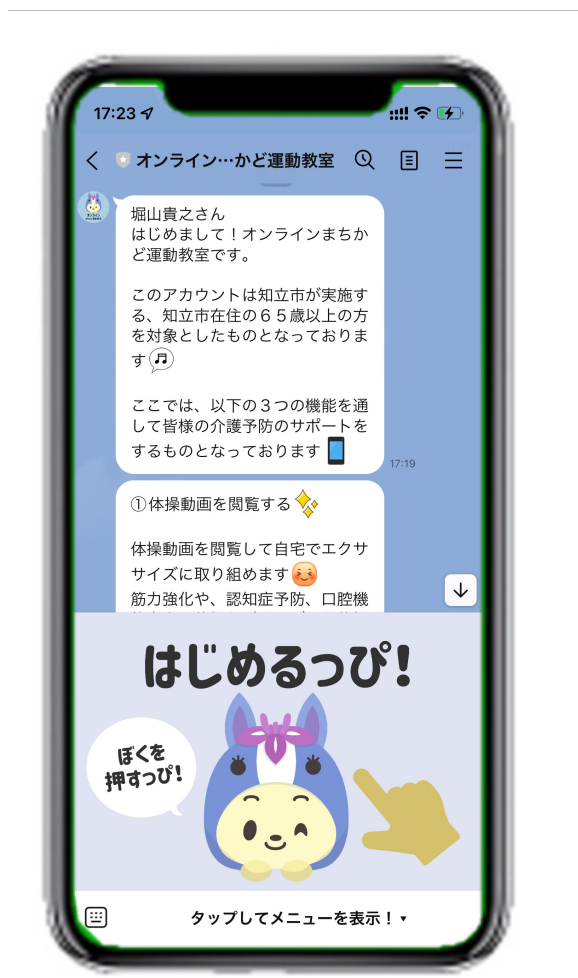 17:23
オンライン…かど運動教室
堀山貴之さん
はじめまして！オンラインまちか
ど運動教室です。
このアカウントは知立市が実施す
る、知立市在住の６５歳以上の方
を対象としたものとなっておりま
す
ここでは、以下の３つの機能を通
して皆様の介護予防のサポートを
するものとなっております
17:19
①体操動画を閲覧する
体操動画を閲覧して自宅でエクサ
サイズに取り組めます
筋力強化や、認知症予防、口腔機
はじめるっぴ！
ぼくを
押すっぴ！
タップしてメニューを表示！▾